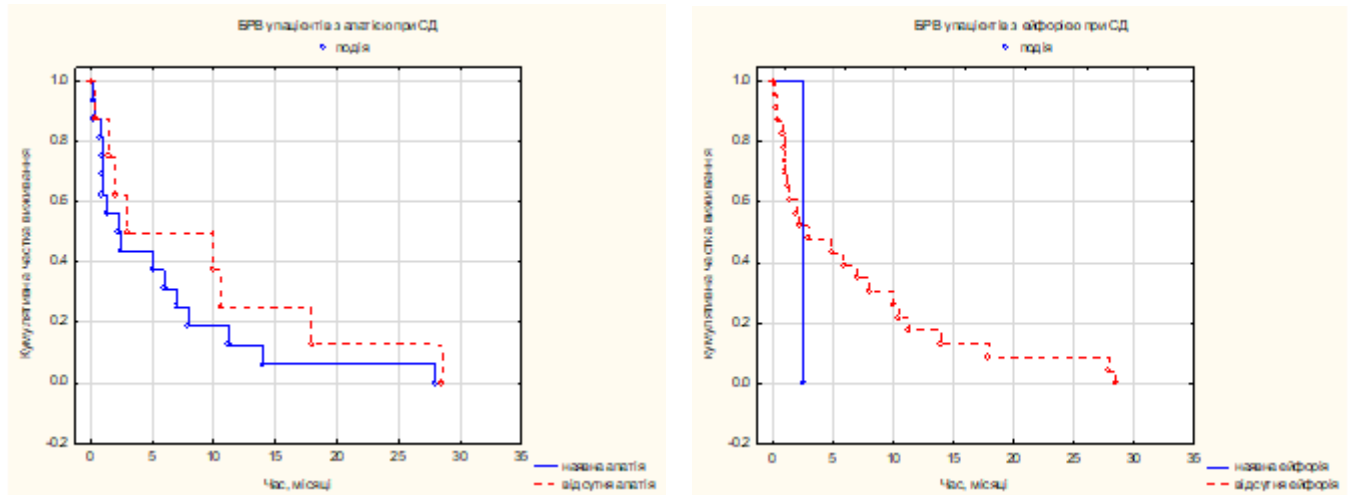 БРВ у пацієнтів з апатією при СД
подія
Кумулятивна частка виживання
1.0
0.8
0.6
0.4
0.2
0.0
-0.2
0 5 10 15 20 25 30 35
Час, місяці
наявна апатія
відсутня апатія
БРВ у пацієнтів з ейфорією при СД
подія
кумулятивна частка виживання
1.0
0.8
0.6
0.4
0.2
0.0
-0.2
0 5 10 15 20 25 30 35
Час, місяці
наявна ейфорія
відсутня ейфорія